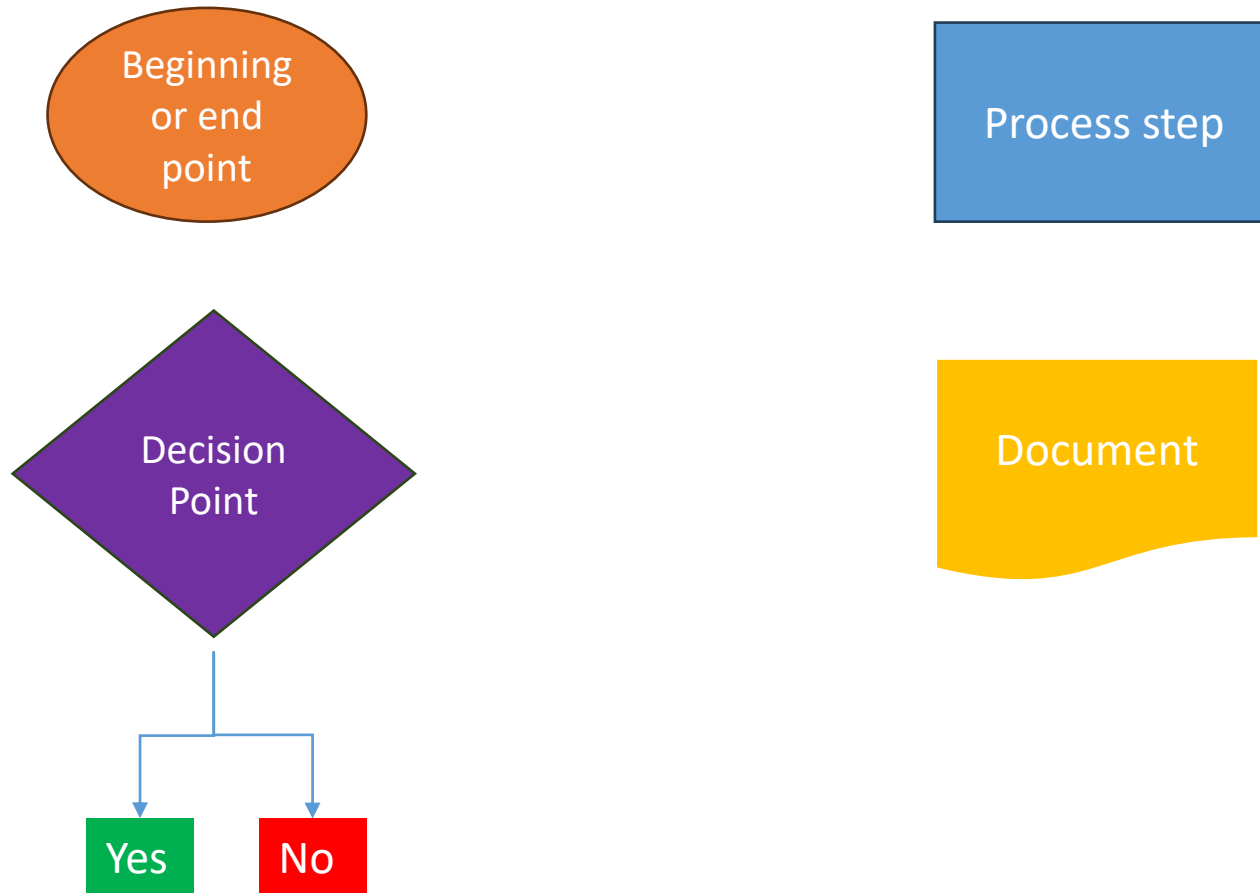 Beginning
or end
point
Process step
Decision
Point
Document
Yes
No